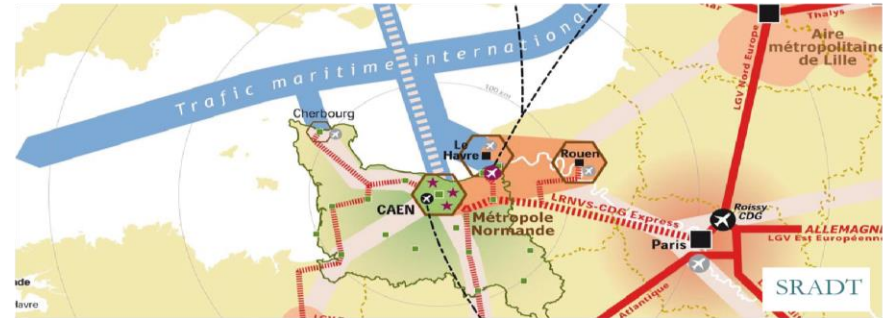 Trafic maritime international
Thalys
Aire
métropolitaine
de Lille
LGV Nord Europe
Cherbourg
Le
Havre
Rouen
CAEN
Métropole
Normande
LRNVS-CDG Express
Roissy
CDG
Paris
ALLEMAGN
LGV Est Européenne
Atlantique
SRADT